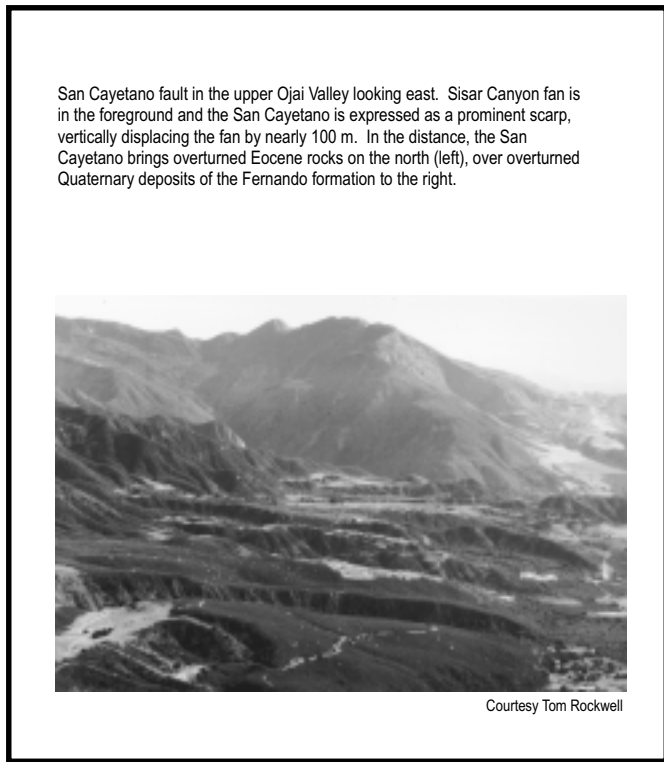 San Cayetano fault in the upper Ojai Valley looking east.  Sisar Canyon fan is
in the foreground and the San Cayetano is expressed as a prominent scarp,
vertically displacing the fan by nearly 100 m.  In the distance, the San
Cayetano brings overturned Eocene rocks on the north (left), over overturned
Quaternary deposits of the Fernando formation to the right.
Courtesy Tom Rockwell